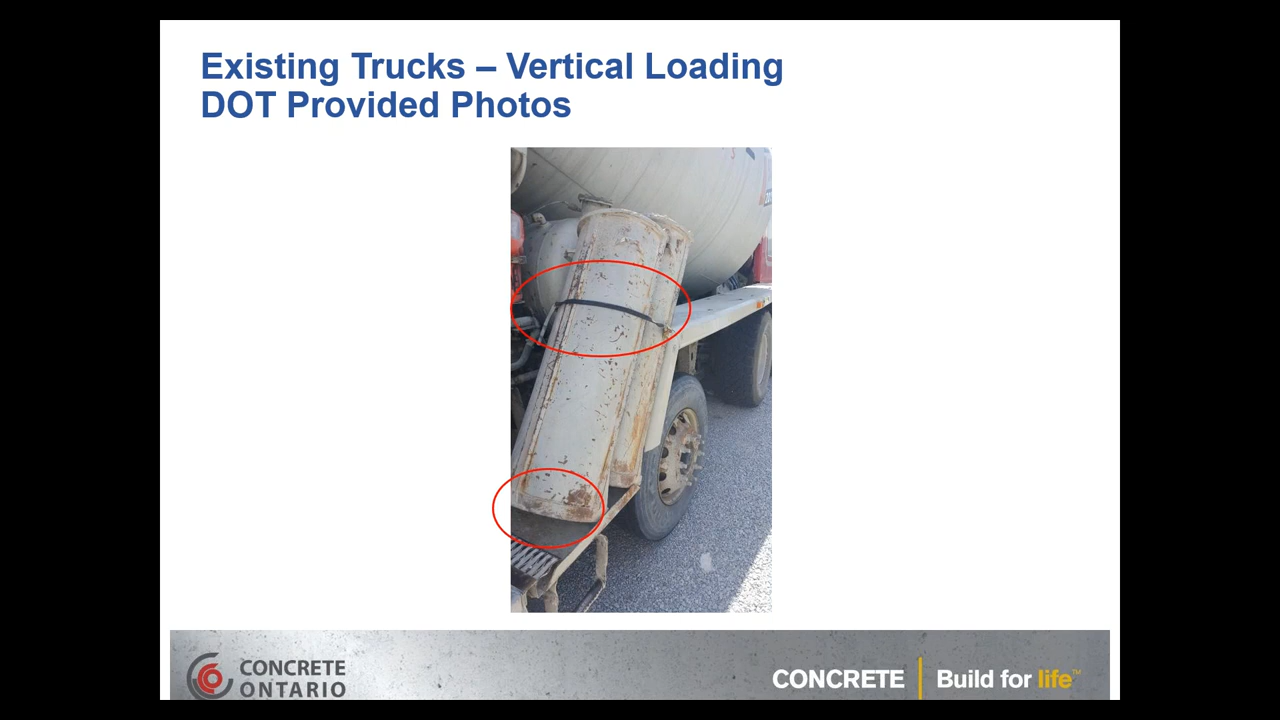 Existing Trucks – Vertical Loading
DOT Provided Photos
CONCRETE
ONTARIO
CONCRETE | Build for life™